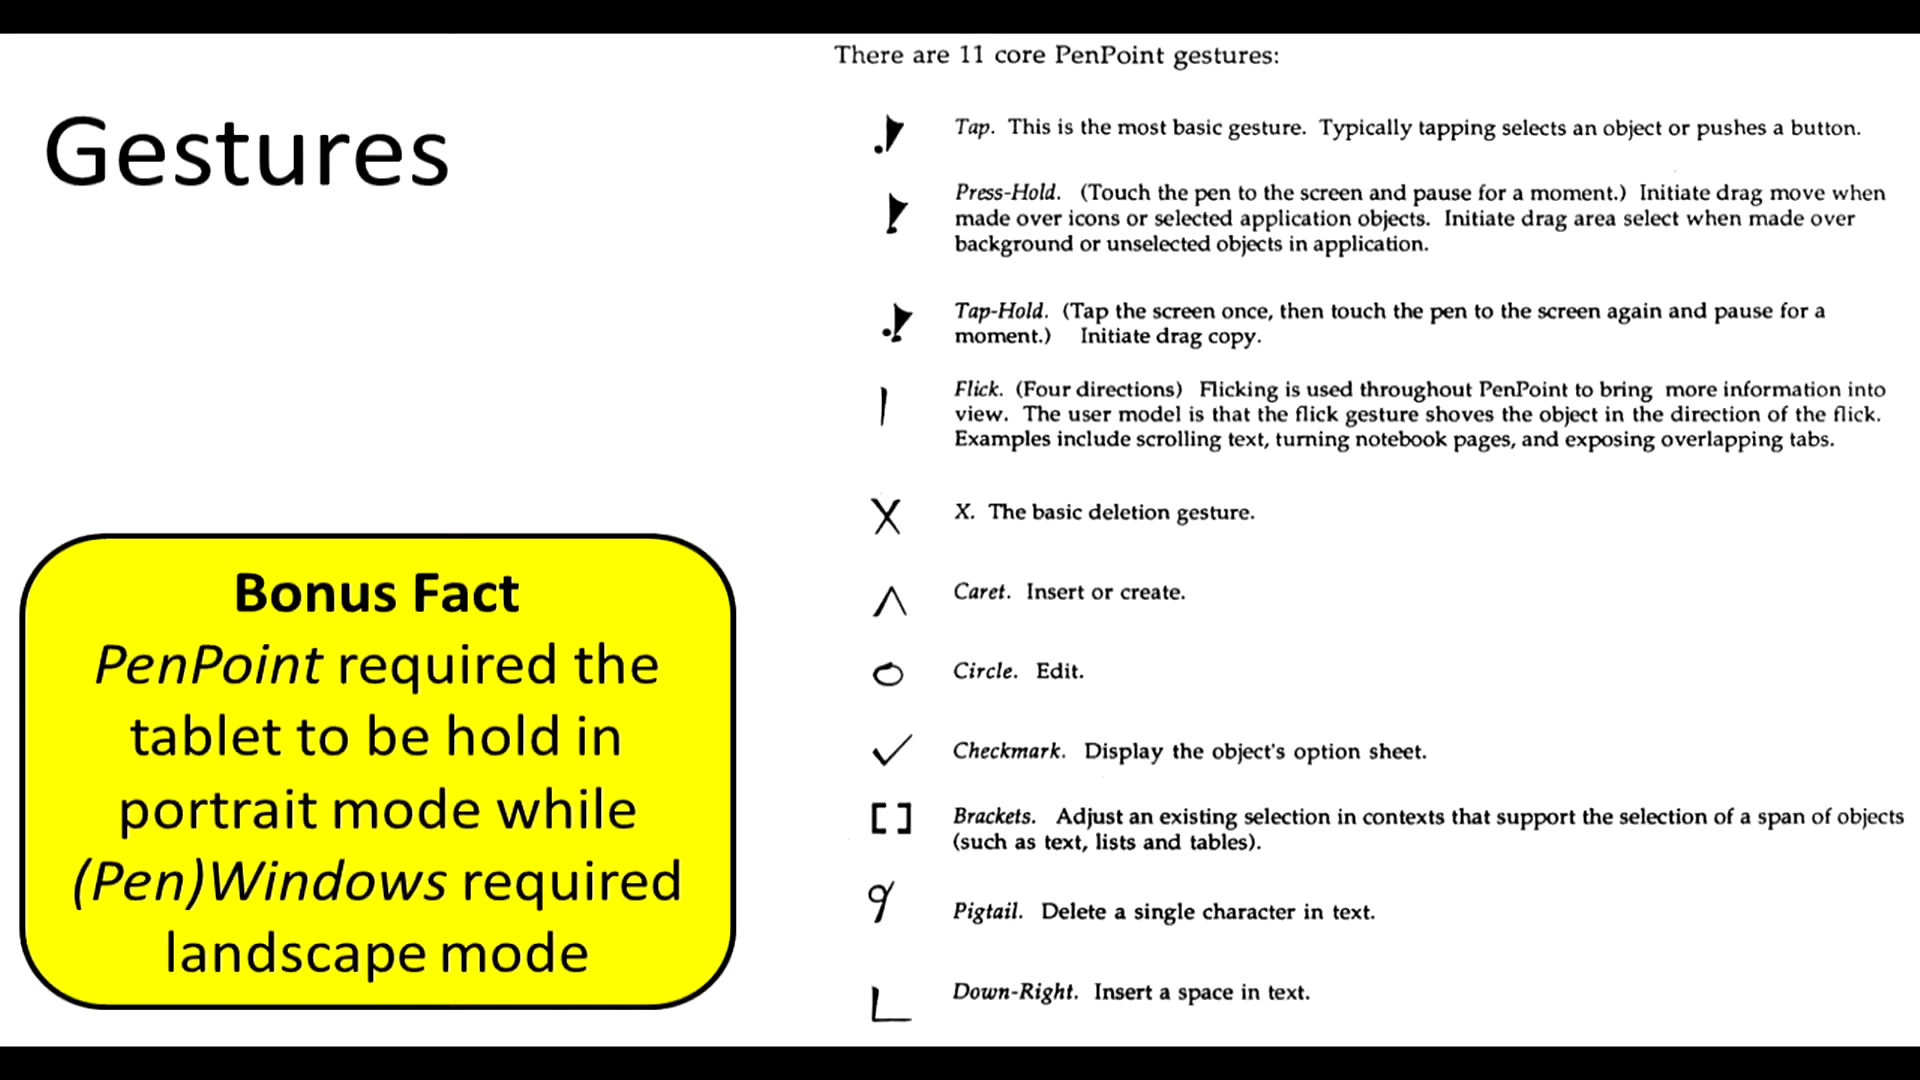 Gestures
Bonus Fact
PenPoint required the
tablet to be hold in
portrait mode while
(Pen)Windows required
landscape mode
There are 11 core PenPoint gestures:
Tap. This is the most basic gesture. Typically tapping selects an object or pushes a button.
Press-Hold. (Touch the pen to the screen and pause for a moment.) Initiate drag move when
made over icons or selected application objects. Initiate drag area select when made over
background or unselected objects in application.
Tap-Hold. (Tap the screen once, then touch the pen to the screen again and pause for a
moment.) Initiate drag copy.
Flick. (Four directions) Flicking is used throughout PenPoint to bring more information into
view. The user model is that the flick gesture shoves the object in the direction of the flick.
Examples include scrolling text, turning notebook pages, and exposing overlapping tabs.
X. The basic deletion gesture.
Caret. Insert or create.
Circle. Edit.
Checkmark. Display the object's option sheet.
Brackets. Adjust an existing selection in contexts that support the selection of a span of objects
(such as text, lists and tables).
Pigtail. Delete a single character in text.
Down-Right. Insert a space in text.